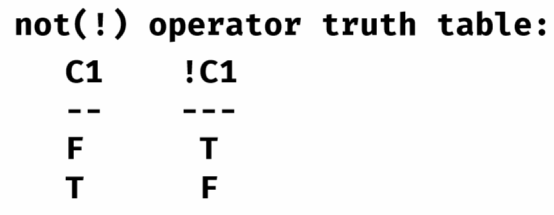 not(!) operator truth table:
C1 !C1
-- ---
F T
T F